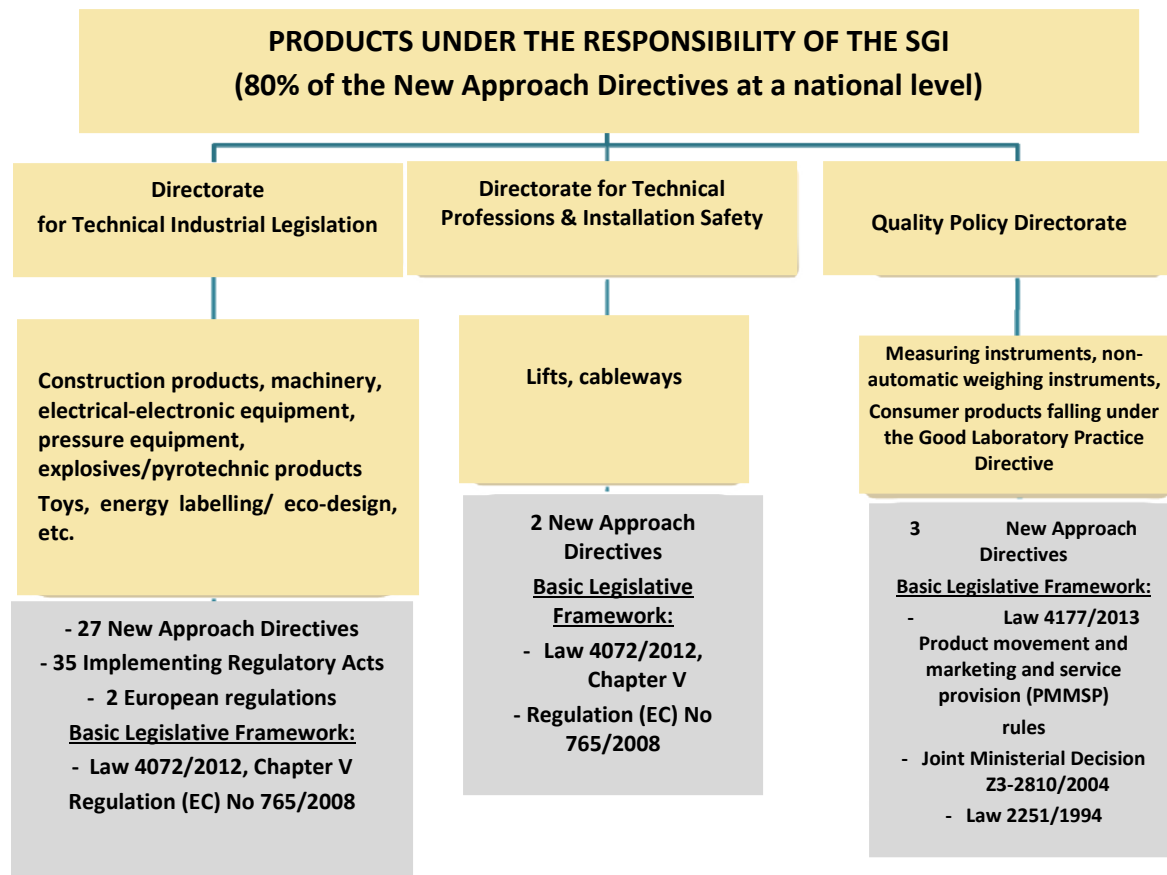 PRODUCTS UNDER THE RESPONSIBILITY OF THE SGI
(80% of the New Approach Directives at a national level)
Directorate
for Technical Industrial Legislation
Directorate for Technical
Professions & Installation Safety
Quality Policy Directorate
Construction products, machinery,
electrical-electronic equipment,
pressure equipment,
explosives/pyrotechnic products
Toys, energy labelling/ eco-design,
etc.
Lifts, cableways
Measuring instruments, non-
automatic weighing instruments,
Consumer products falling under
the Good Laboratory Practice
Directive
- 27 New Approach Directives
- 35 Implementing Regulatory Acts
- 2 European regulations
Basic Legislative Framework:
- Law 4072/2012, Chapter V
Regulation (EC) No 765/2008
2 New Approach
Directives
Basic Legislative
Framework:
- Law 4072/2012,
Chapter V
- Regulation (EC) No
765/2008
3 New Approach
Directives
Basic Legislative Framework:
- Law 4177/2013
Product movement and
marketing and service
provision (PMMSP)
rules
- Joint Ministerial Decision
Z3-2810/2004
- Law 2251/1994